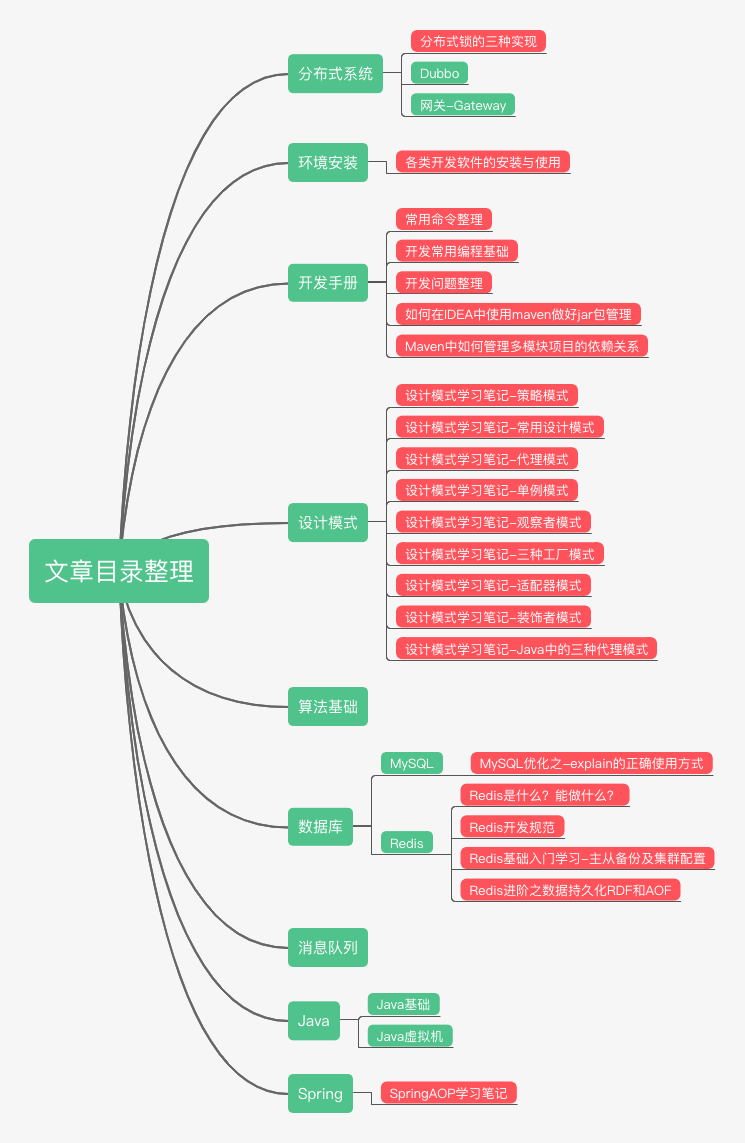 文章目录整理
分布式系统
分布式锁的三种实现
Dubbo
网关-Gateway
环境安装
各类开发软件的安装与使用
开发手册
常用命令整理
开发常用编程基础
开发问题整理
如何在IDEA中使用maven做好jar包管理
Maven中如何管理多模块项目的依赖关系
设计模式
设计模式学习笔记-策略模式
设计模式学习笔记-常用设计模式
设计模式学习笔记-代理模式
设计模式学习笔记-单例模式
设计模式学习笔记-观察者模式
设计模式学习笔记-三种工厂模式
设计模式学习笔记-适配器模式
设计模式学习笔记-装饰者模式
设计模式学习笔记-Java中的三种代理模式
算法基础
数据库
MySQL
MySQL优化之-explain的正确使用方式
Redis
Redis是什么？能做什么？
Redis开发规范
Redis基础入门学习-主从备份及集群配置
Redis进阶之数据持久化RDF和AOF
消息队列
Java
Java基础
Java虚拟机
Spring
SpringAOP学习笔记